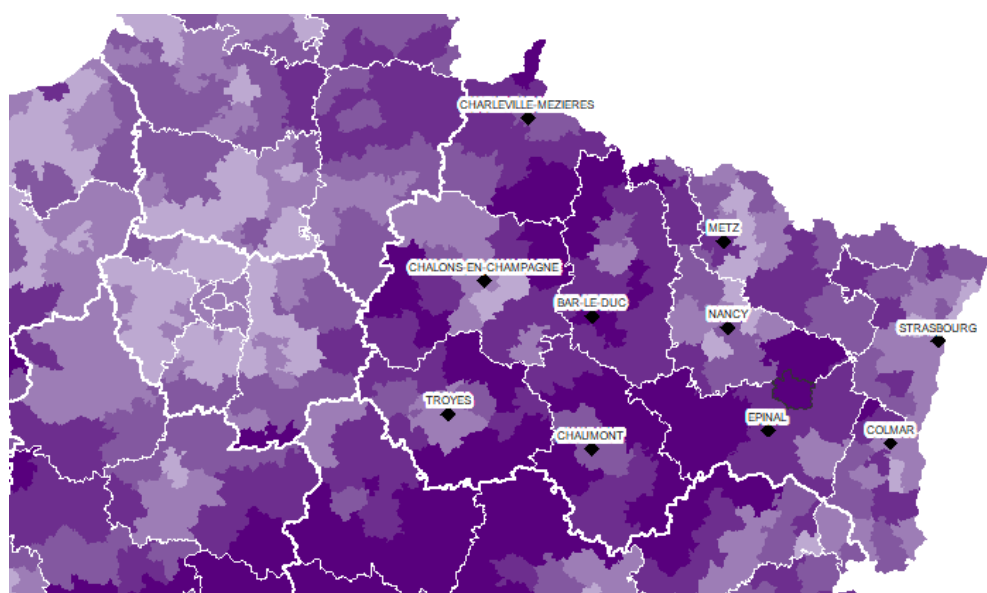 CHARLEVILLE-MEZIERES
METZ
CHALONS-EN-CHAMPAGNE
BAR-LE-DUC
NANCY
STRASBOURG
TROYES
EPINAL
CHAUMONT
COLMAR